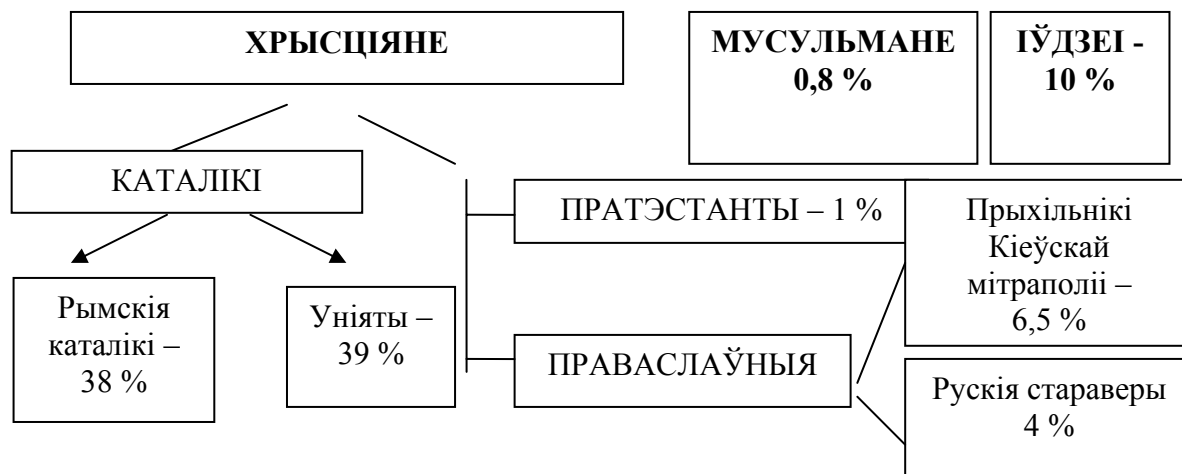 ХРЫСЦІЯНЕ
МУСУЛЬМАНЕ
0,8 %
ІЎДЗЕІ -
10 %
КАТАЛІКІ
Рымскія
каталікі –
38 %
Уніяты –
39 %
ПРАТЭСТАНТЫ – 1 %
ПРАВАСЛАЎНЫЯ
Прыхільнікі
Кіеўскай
мітраполіі –
6,5 %
Рускія стараверы
4 %